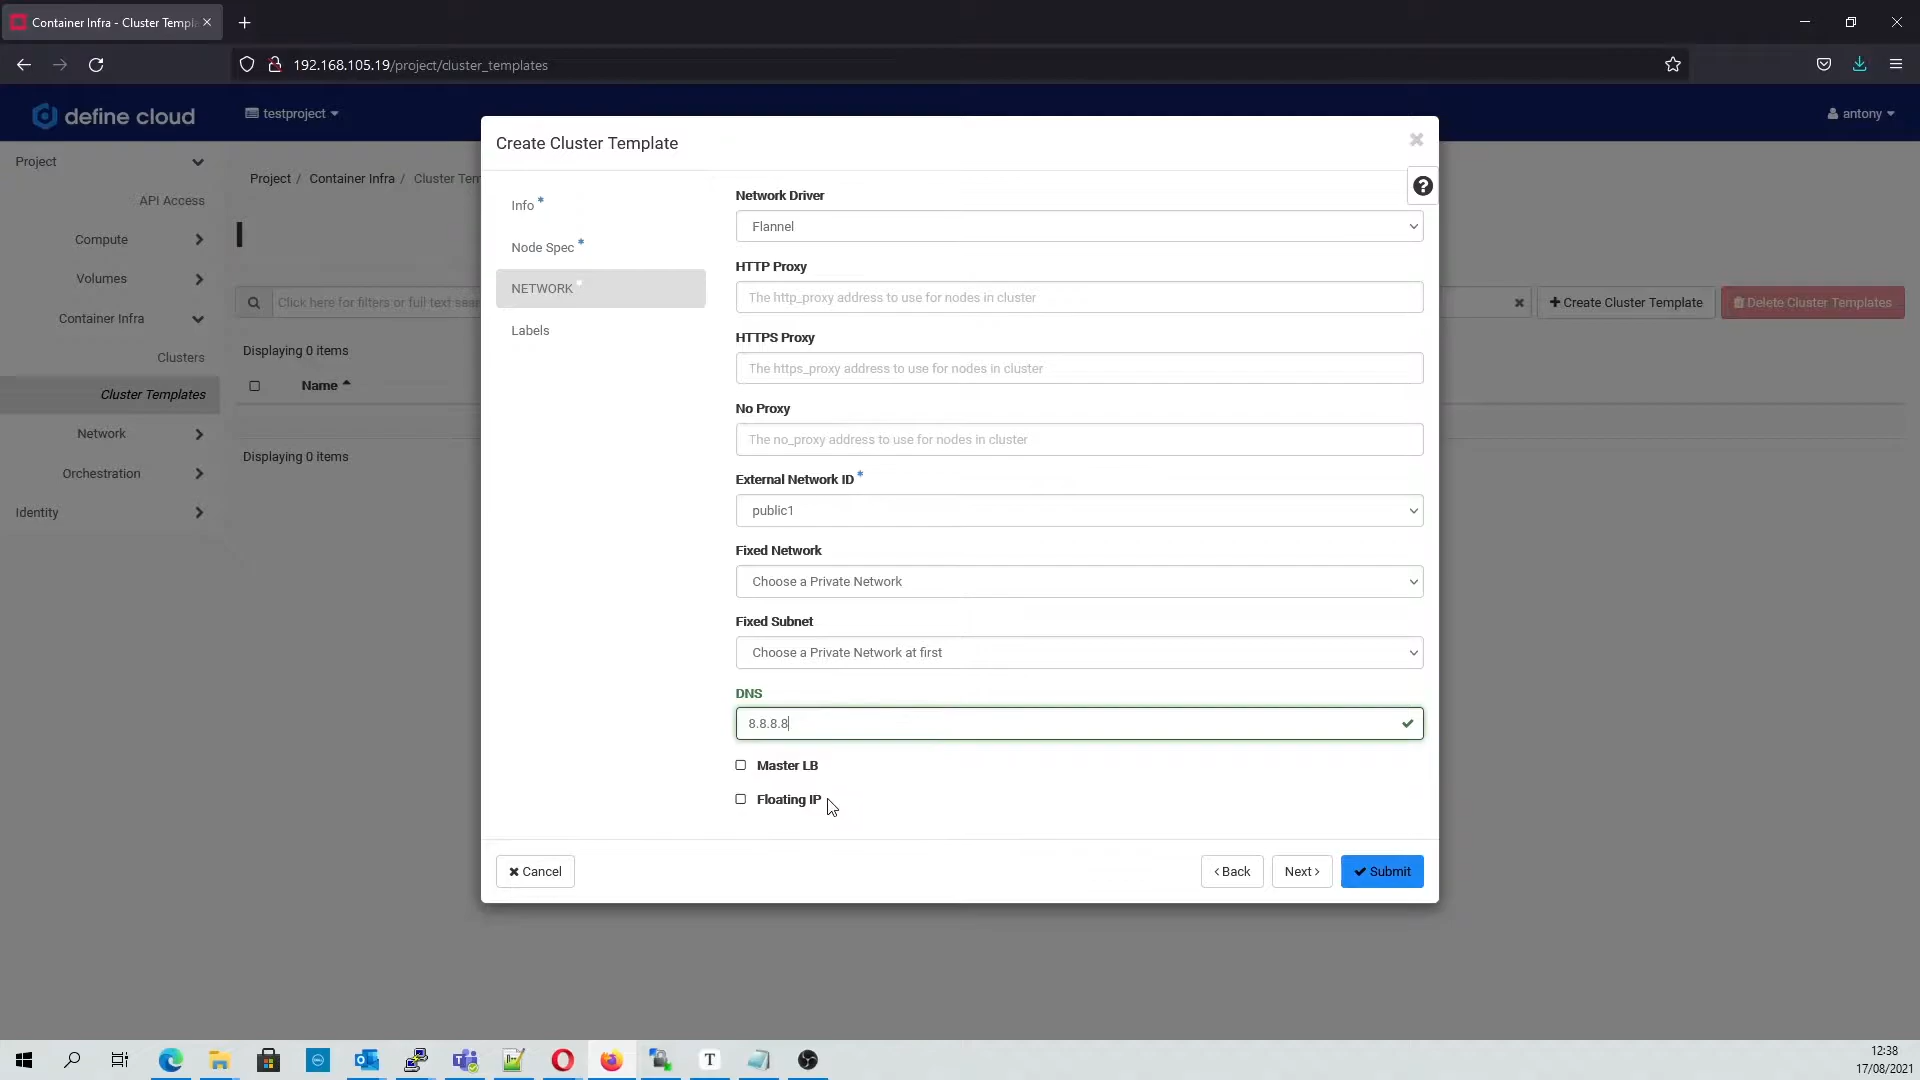 Container Infra - Cluster Templ
192.168.105.19/project/cluster_templates
define cloud
testproject
antony
Project
API Access
Compute
Volumes
Container Infra
Clusters
Cluster Templates
Network
Orchestration
Identity
Project / Container Infra / Cluster Tem
Click here for filters or full text sea
Create Cluster Template
Delete Cluster Templates
Displaying 0 items
Name
Displaying 0 items
Create Cluster Template
Info *
Node Spec *
NETWORK *
Labels
Network Driver
Flannel
HTTP Proxy
The http_proxy address to use for nodes in cluster
HTTPS Proxy
The https_proxy address to use for nodes in cluster
No Proxy
The no_proxy address to use for nodes in cluster
External Network ID *
public1
Fixed Network
Choose a Private Network
Fixed Subnet
Choose a Private Network at first
DNS
8.8.8.8
Master LB
Floating IP
Cancel
Back
Next
Submit
12:38
17/08/2021